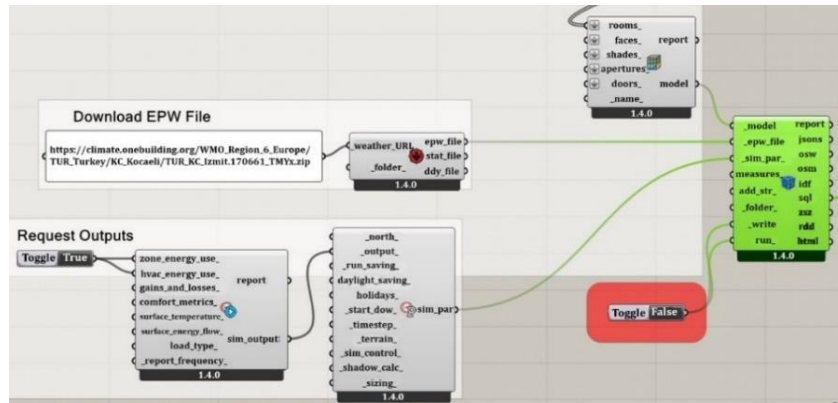 rooms_
faces_
report
shades_
apertures_
doors_
model
_name_
1.4.0
Download EPW File
https://climate.onebuilding.org/WMO_Region_6_Europe/
TUR_Turkey/KC_Kocaeli/TUR_KC_Izmit.170661_TMYx.zip
_weather_URL
epw_file
stat_file
_folder_
ddy_file
1.4.0
_model
report
_epw_file
jsons
_sim_par_
osw
osm
measures_
idf
add_str_
sql
_folder_
zsz
_write
rdd
run_
html
1.4.0
Request Outputs
Toggle True
zone_energy_use_
hvac_energy_use_
gains_and_losses_
comfort_metrics_
surface_temperature_
surface_energy_flow_
load_type_
_report_frequency_
report
sim_output
1.4.0
_north_
_output_
_run_saving_
daylight_saving_
holidays_
_start_dow_
_timestep_
_terrain_
_sim_control_
_shadow_calc_
_sizing_
sim_par
1.4.0
Toggle False